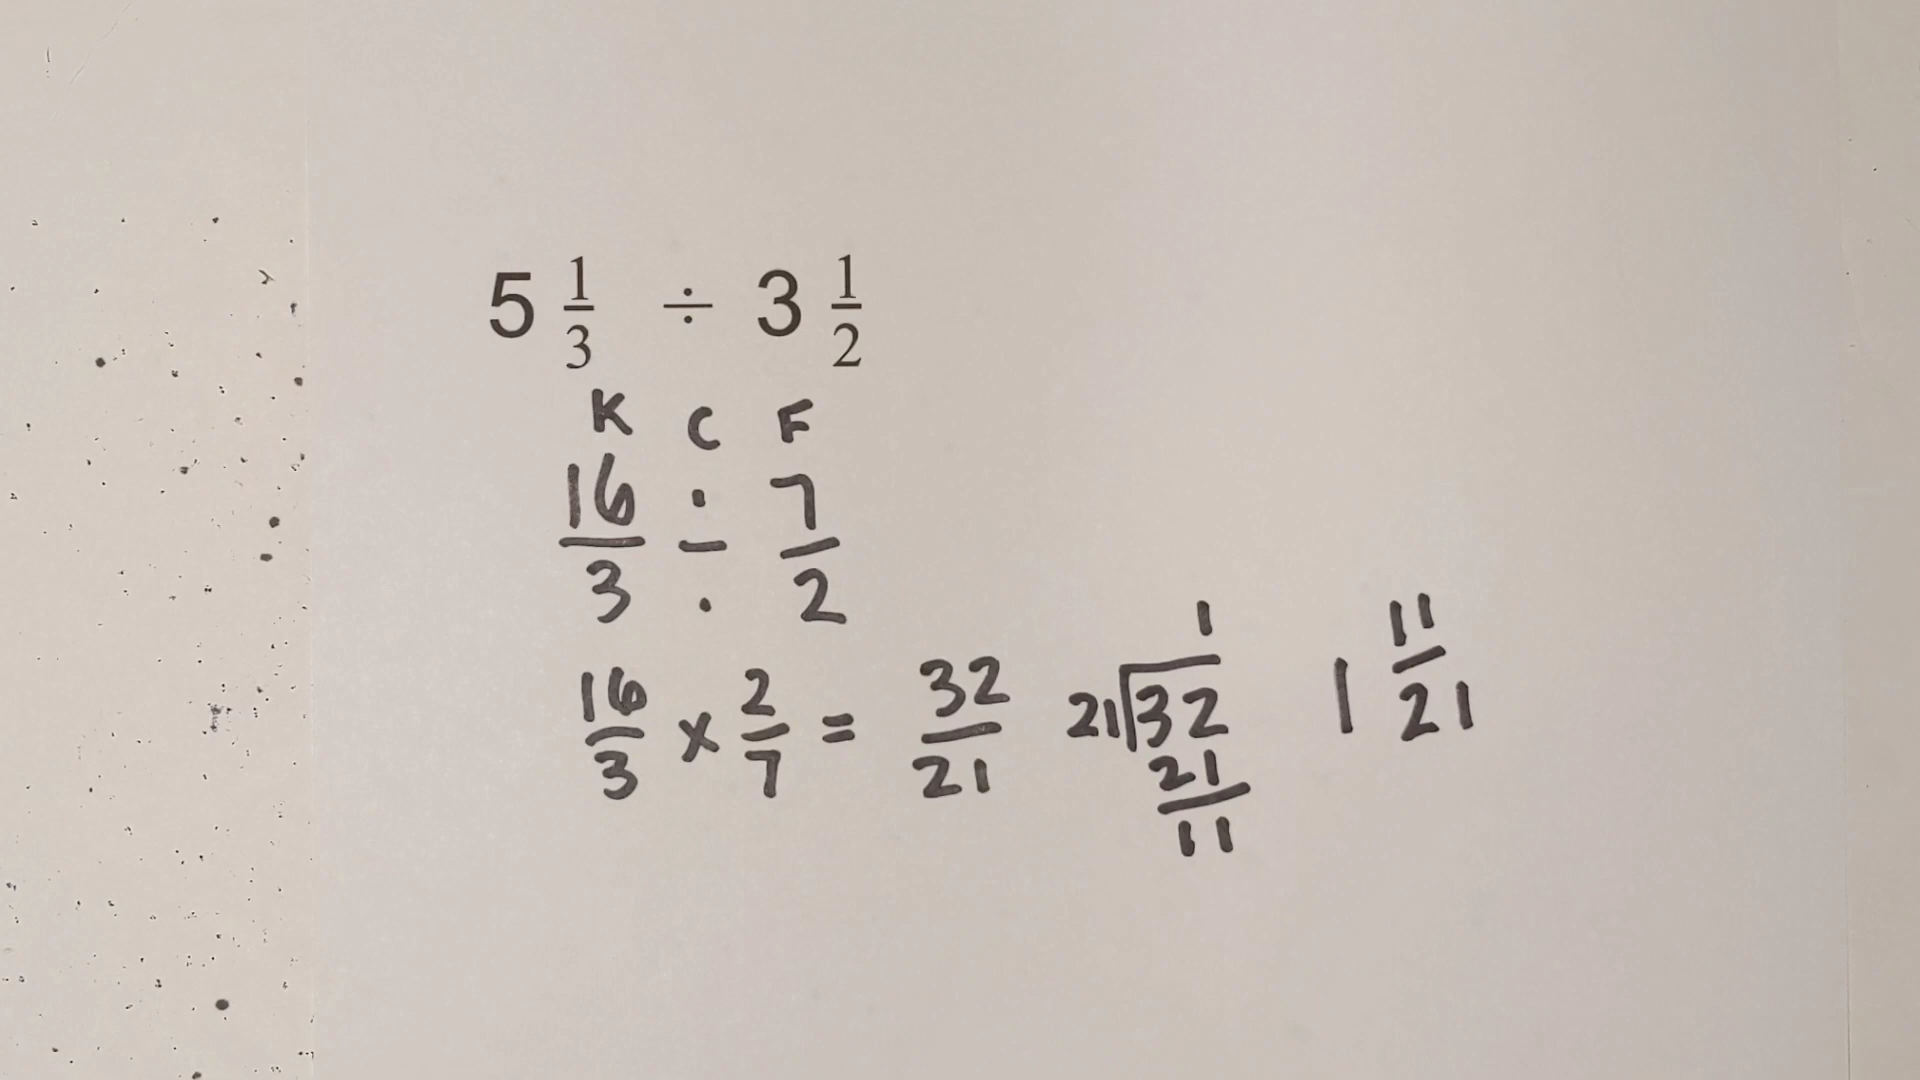 5 1/3 ÷ 3 1/2
K C F
16/3 ÷ 7/2
16/3 x 2/7 = 32/21
1
21)32
21
11
1 11/21